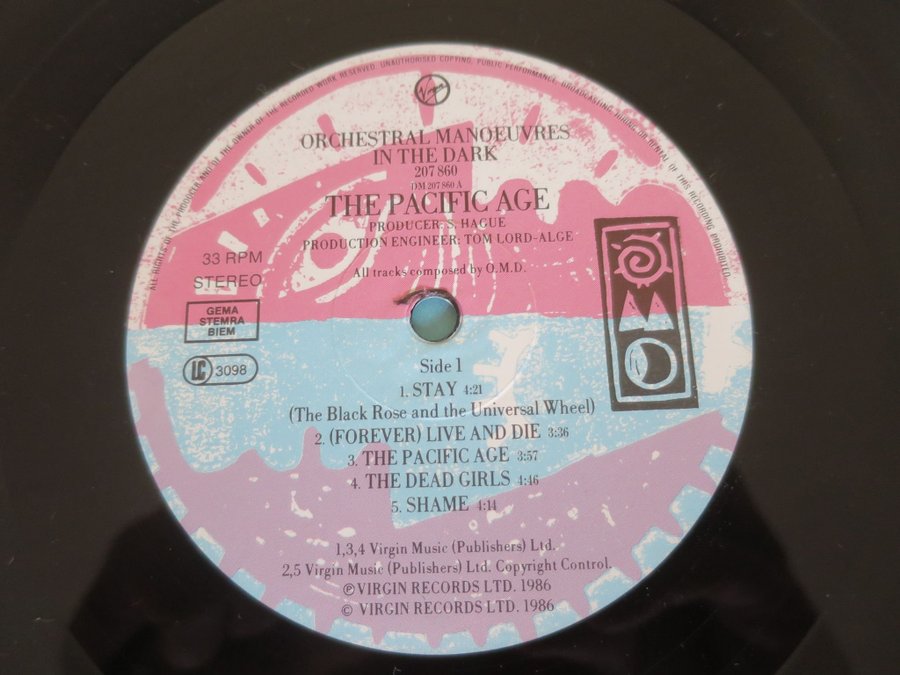 ALL RIGHTS OF THE PRODUCER AND OF THE OWNER OF THE RECORDED WORK RESERVED. UNAUTHORISED COPYING, PUBLIC PERFORMANCE, BROADCASTING, HIRING OR RENTAL OF THIS RECORDING PROHIBITED.
Virgin
ORCHESTRAL MANOEUVRES
IN THE DARK
207 860
DM 207 860 A
THE PACIFIC AGE
PRODUCER: S. HAGUE
PRODUCTION ENGINEER: TOM LORD-ALGE
33 RPM
STEREO
All tracks composed by O.M.D.
GEMA
STEMRA
BIEM
LC 3098
Side 1
1. STAY 4:21
(The Black Rose and the Universal Wheel)
2. (FOREVER) LIVE AND DIE 3:36
3. THE PACIFIC AGE 3:57
4. THE DEAD GIRLS 4:46
5. SHAME 4:14
1,3,4 Virgin Music (Publishers) Ltd.
2,5 Virgin Music (Publishers) Ltd. Copyright Control.
℗ VIRGIN RECORDS LTD. 1986
© VIRGIN RECORDS LTD. 1986